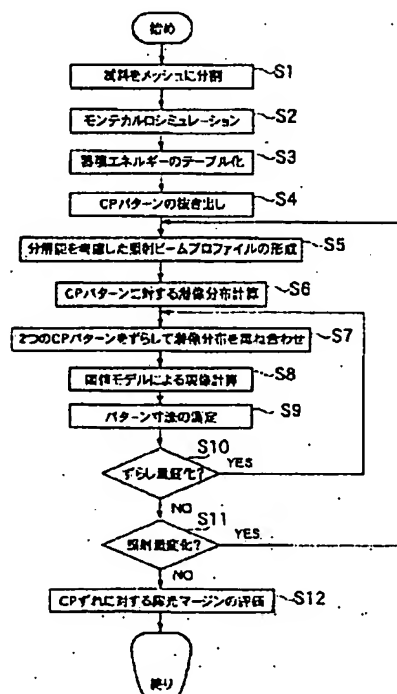 始め
試料をメッシュに分割
S1
モンテカルロシミュレーション
S2
蓄積エネルギーのテーブル化
S3
CPパターンの抜き出し
S4
分解能を考慮した照射ビームプロファイルの形成
S5
CPパターンに対する潜像分布計算
S6
2つのCPパターンをずらして潜像分布を重ね合わせ
S7
モデルによる現像計算
S8
パターン寸法の測定
S9
ずらし量変化?
S10
YES
NO
照射量変化?
S11
YES
NO
CPずれに対する露光マージンの評価
S12
終り